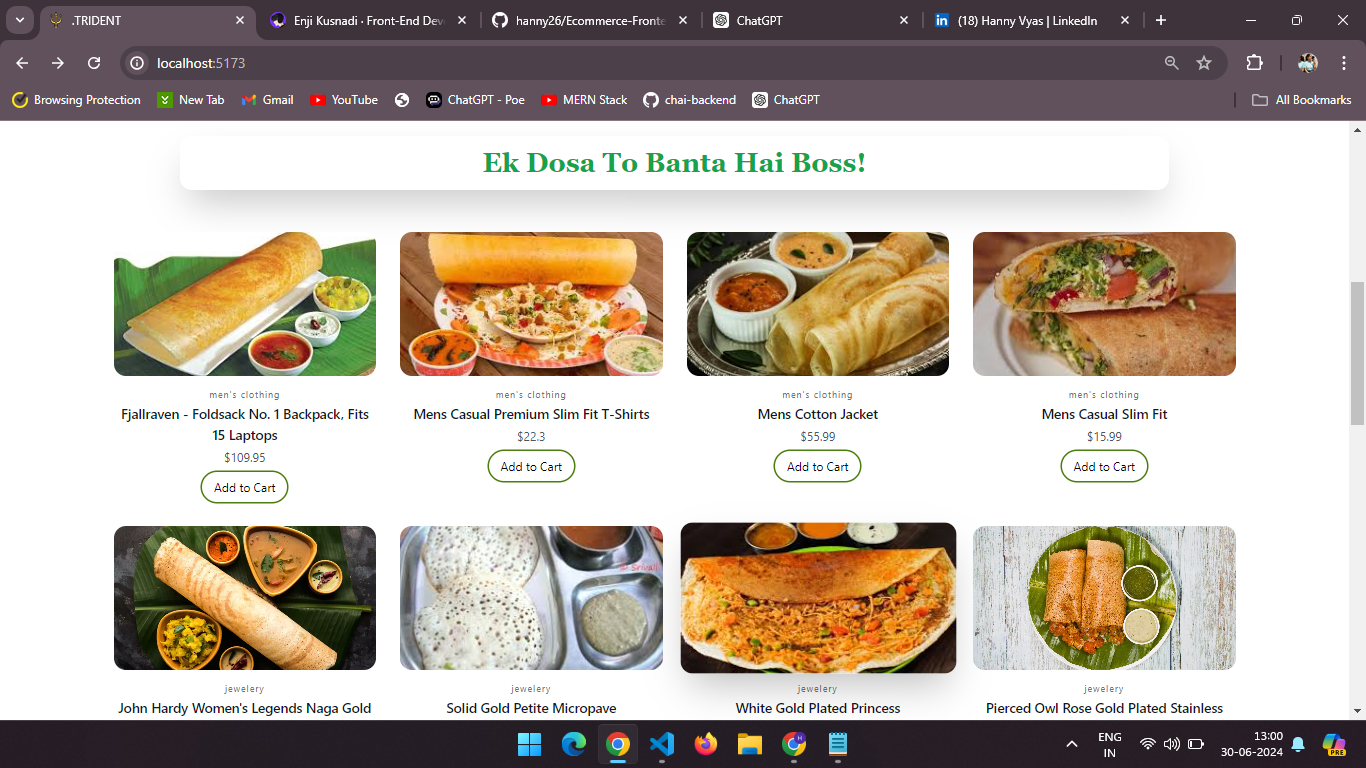 .TRIDENT
Enji Kusnadi · Front-End Dev
hanny26/Ecommerce-Fronte
ChatGPT
(18) Hanny Vyas | LinkedIn
localhost:5173
Browsing Protection
New Tab
Gmail
YouTube
ChatGPT - Poe
MERN Stack
chai-backend
ChatGPT
All Bookmarks
Ek Dosa To Banta Hai Boss!
men's clothing
Fjallraven - Foldsack No. 1 Backpack, Fits
15 Laptops
$109.95
Add to Cart
men's clothing
Mens Casual Premium Slim Fit T-Shirts
$22.3
Add to Cart
men's clothing
Mens Cotton Jacket
$55.99
Add to Cart
men's clothing
Mens Casual Slim Fit
$15.99
Add to Cart
jewelery
John Hardy Women's Legends Naga Gold
© Srivalli
jewelery
Solid Gold Petite Micropave
jewelery
White Gold Plated Princess
jewelery
Pierced Owl Rose Gold Plated Stainless
ENG
IN
13:00
30-06-2024
PRE